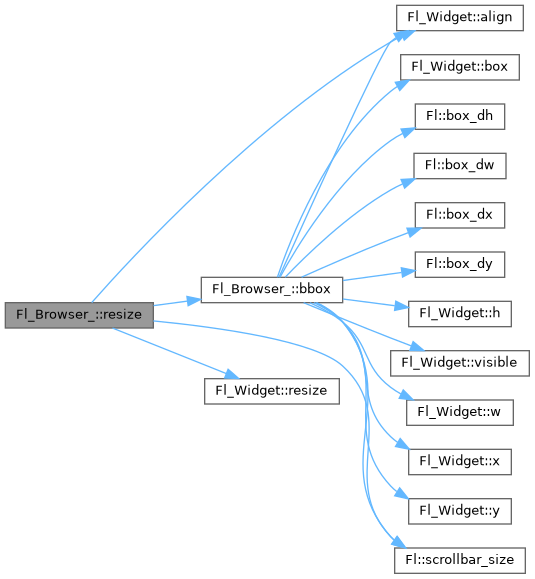 Fl_Widget::align
Fl_Widget::box
Fl::box_dh
Fl::box_dw
Fl::box_dx
Fl::box_dy
Fl_Browser_::bbox
Fl_Browser_::resize
Fl_Widget::h
Fl_Widget::visible
Fl_Widget::resize
Fl_Widget::w
Fl_Widget::x
Fl_Widget::y
Fl::scrollbar_size